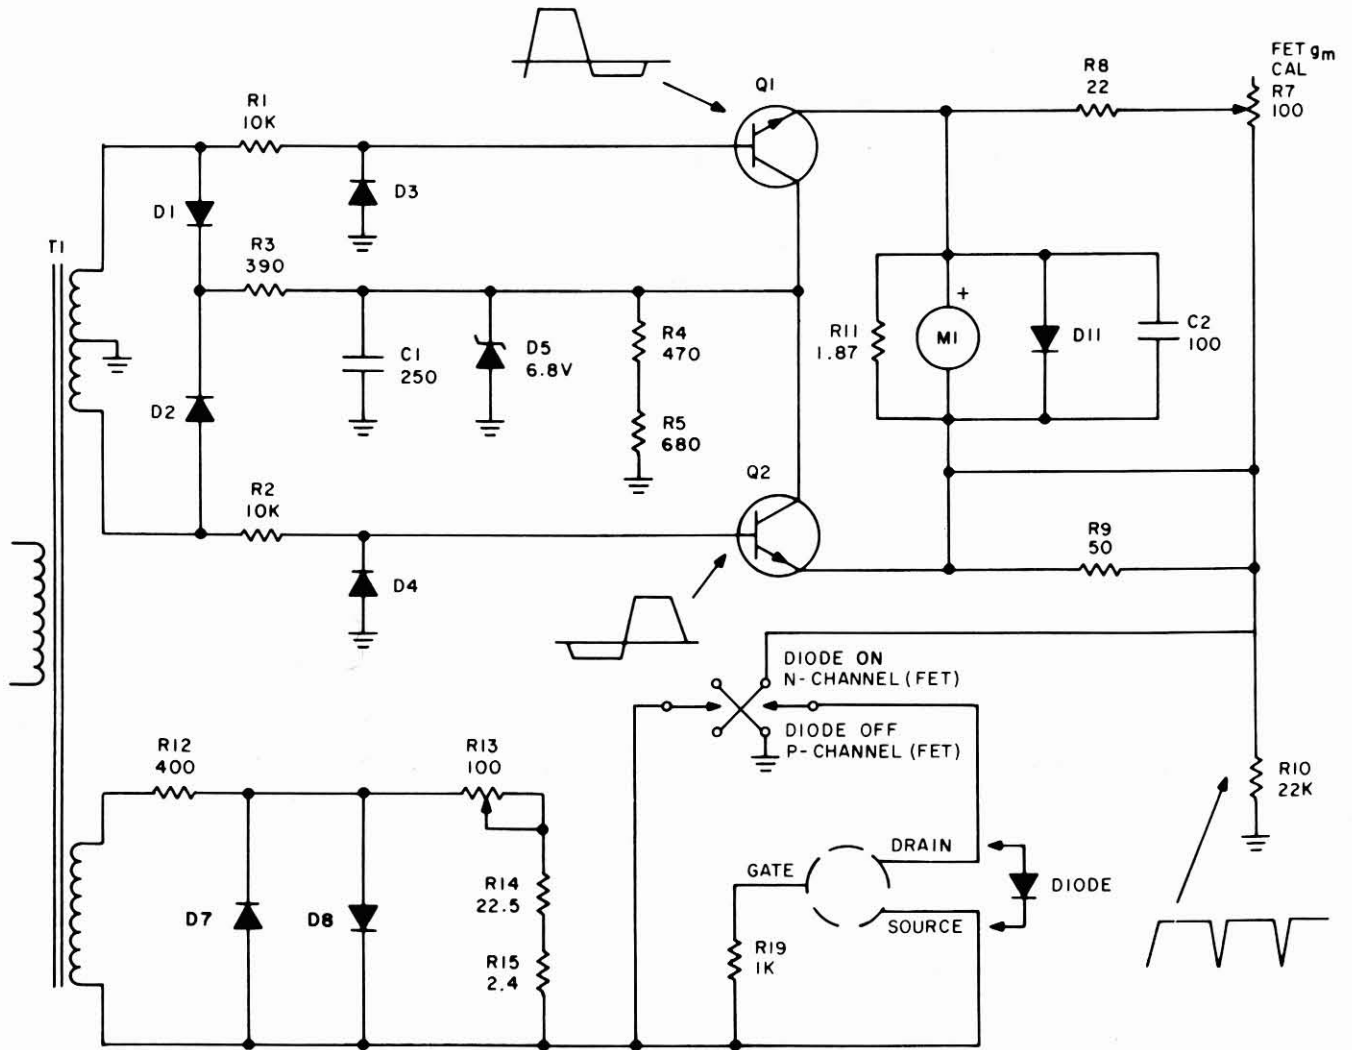 FET gm
CAL
R7
100
R8
22
Q1
R1
10K
D3
D1
T1
R3
390
R11
1.87
+
M1
D11
C2
100
D5
6.8V
R4
470
C1
250
D2
R5
680
Q2
R2
10K
R9
50
D4
DIODE ON
N-CHANNEL (FET)
DIODE OFF
P-CHANNEL (FET)
R12
400
R13
100
R10
22K
DRAIN
GATE
DIODE
R14
22.5
D7
D8
SOURCE
R19
1K
R15
2.4